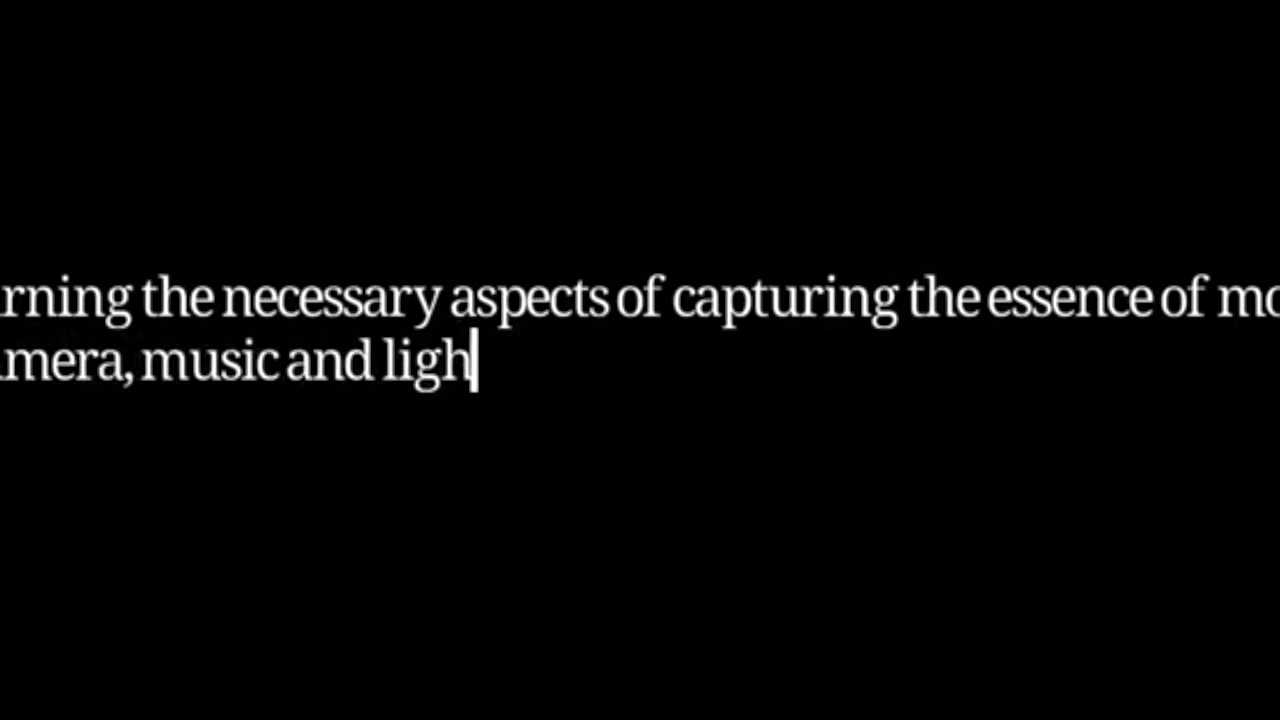 rning the necessary aspects of capturing the essence of mo
mera, music and ligh